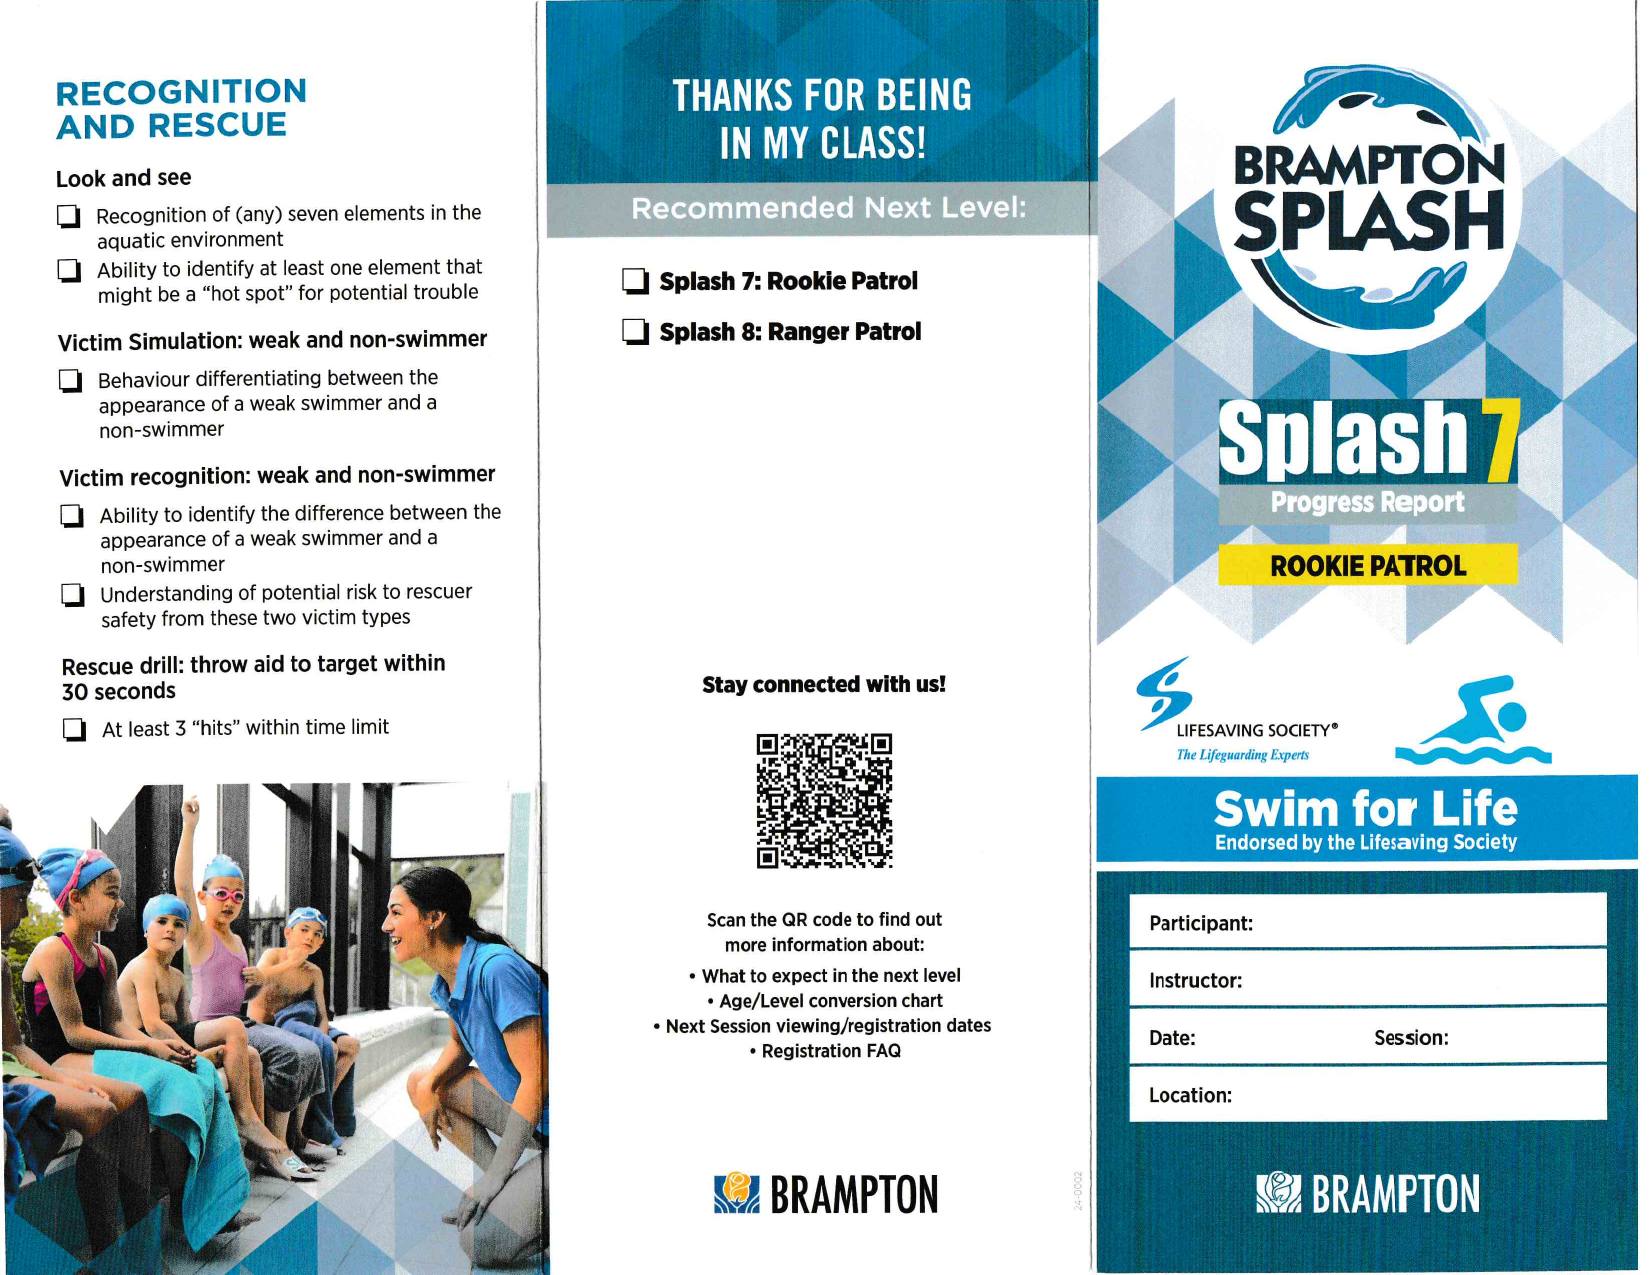 RECOGNITION
AND RESCUE
Look and see
❏ Recognition of (any) seven elements in the
aquatic environment
❏ Ability to identify at least one element that
might be a “hot spot” for potential trouble
Victim Simulation: weak and non-swimmer
❏ Behaviour differentiating between the
appearance of a weak swimmer and a
non-swimmer
Victim recognition: weak and non-swimmer
❏ Ability to identify the difference between the
appearance of a weak swimmer and a
non-swimmer
❏ Understanding of potential risk to rescuer
safety from these two victim types
Rescue drill: throw aid to target within
30 seconds
❏ At least 3 “hits” within time limit
THANKS FOR BEING
IN MY CLASS!
Recommended Next Level:
❏ Splash 7: Rookie Patrol
❏ Splash 8: Ranger Patrol
Stay connected with us!
Scan the QR code to find out
more information about:
• What to expect in the next level
• Age/Level conversion chart
• Next Session viewing/registration dates
• Registration FAQ
BRAMPTON
24-0002
BRAMPTON
SPLASH
Splash 7
Progress Report
ROOKIE PATROL
LIFESAVING SOCIETY®
The Lifeguarding Experts
Swim for Life
Endorsed by the Lifesaving Society
Participant:
Instructor:
Date: Session:
Location:
BRAMPTON